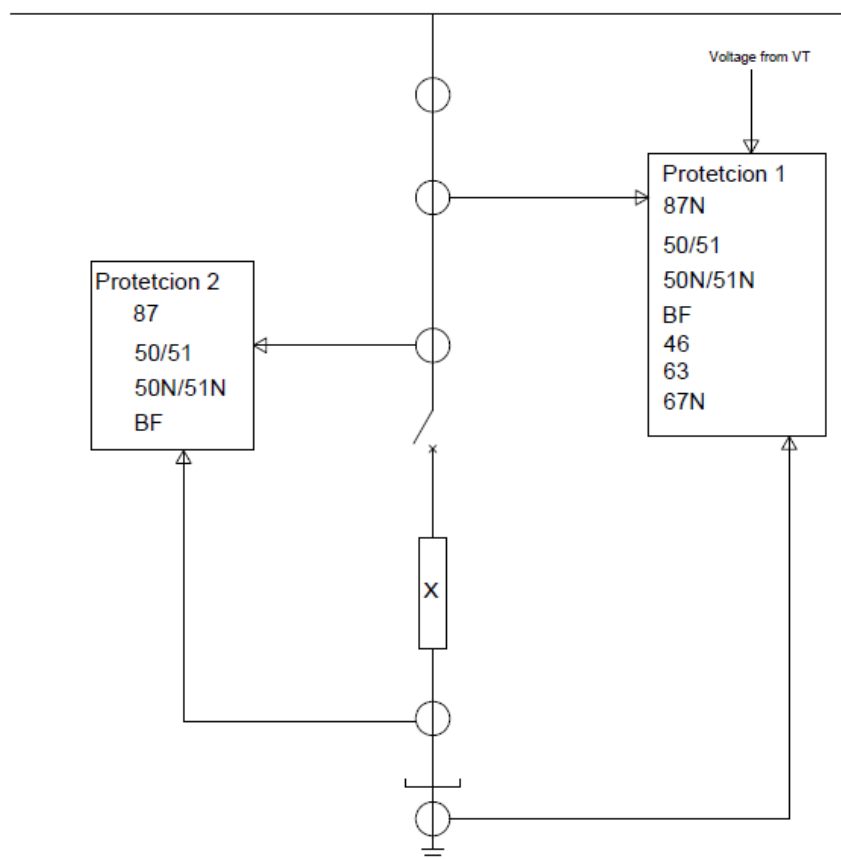 Voltage from VT
Protetcion 1
87N
50/51
50N/51N
BF
46
63
67N
Protetcion 2
87
50/51
50N/51N
BF
X